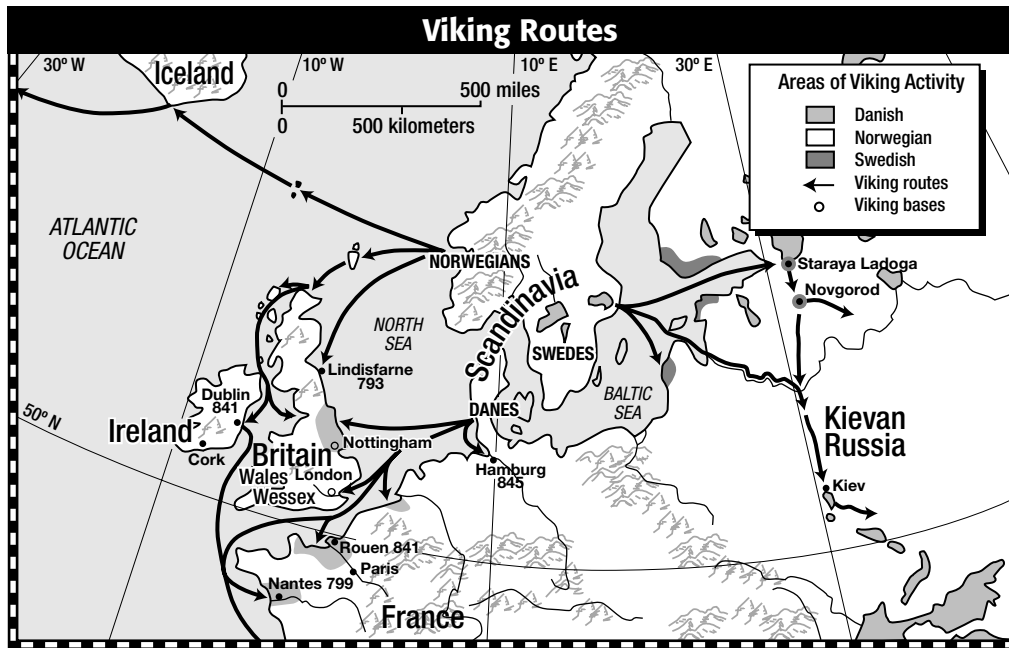 Viking Routes
30º W
10º W
10º E
30º E
Iceland
0
500 miles
0
500 kilometers
Areas of Viking Activity
Danish
Norwegian
Swedish
Viking routes
Viking bases
ATLANTIC
OCEAN
NORWEGIANS
Staraya Ladoga
Novgorod
Scandinavia
NORTH
SEA
SWEDES
Lindisfarne
793
BALTIC
SEA
Dublin
841
50º N
DANES
Ireland
Cork
Nottingham
Britain
Wales
London
Wessex
Hamburg
845
Kievan
Russia
Kiev
Rouen 841
Paris
Nantes 799
France